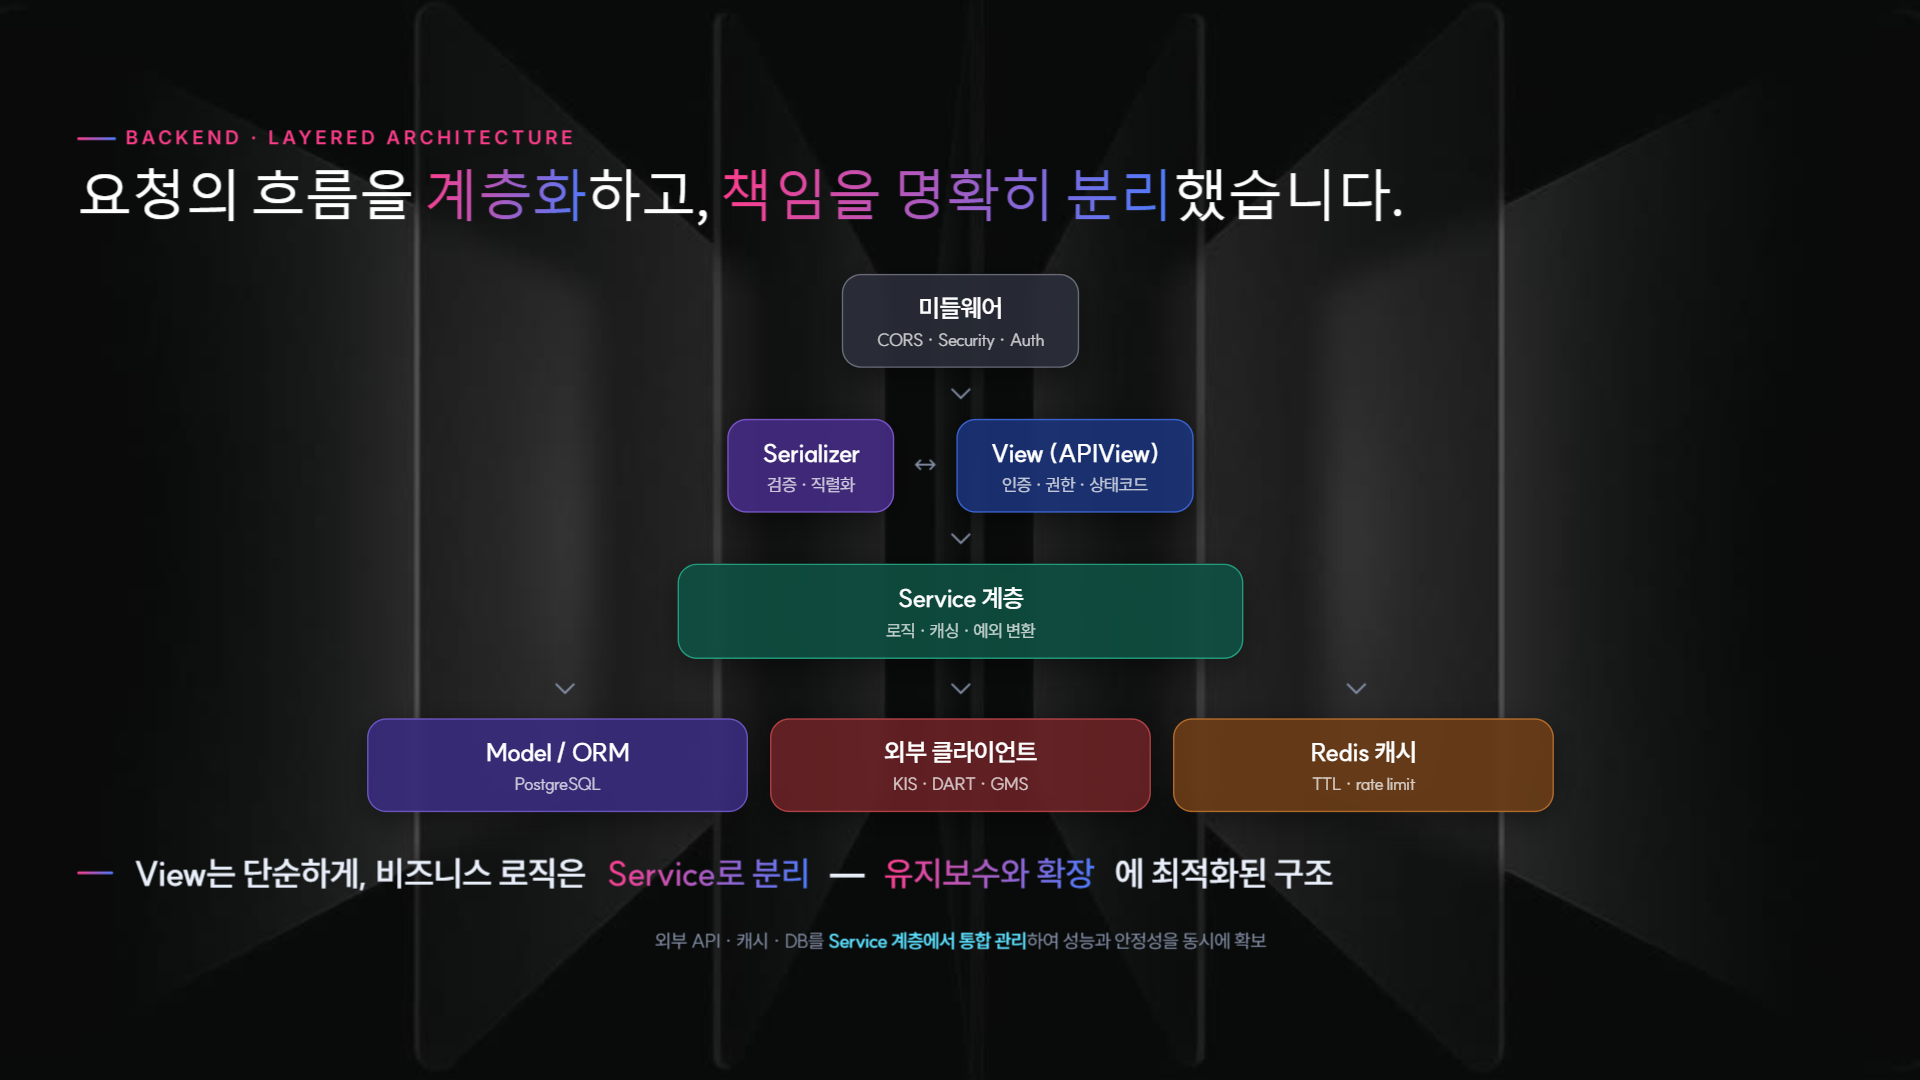 BACKEND · LAYERED ARCHITECTURE
요청의 흐름을 계층화하고, 책임을 명확히 분리했습니다.
미들웨어
CORS · Security · Auth
Serializer
검증 · 직렬화
↔
View (APIView)
인증 · 권한 · 상태코드
Service 계층
로직 · 캐싱 · 예외 변환
Model / ORM
PostgreSQL
외부 클라이언트
KIS · DART · GMS
Redis 캐시
TTL · rate limit
View는 단순하게, 비즈니스 로직은 Service로 분리 — 유지보수와 확장 에 최적화된 구조
외부 API · 캐시 · DB를 Service 계층에서 통합 관리하여 성능과 안정성을 동시에 확보